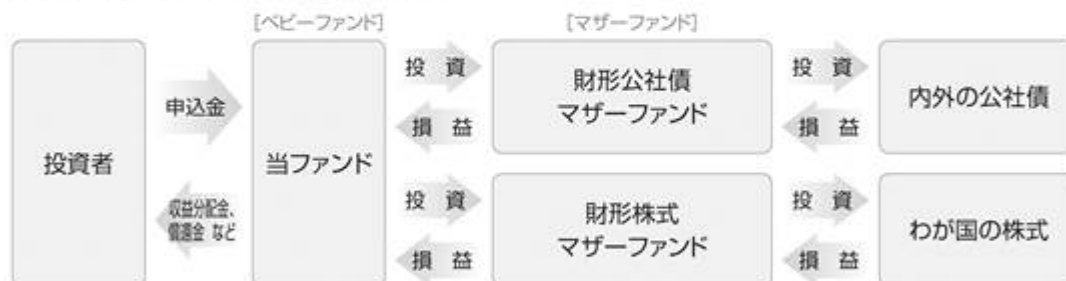 [ベビーファンド]
[マザーファンド]
投資者
申込金
収益分配金、
償還金 など
当ファンド
投 資
損 益
財形公社債
マザーファンド
投 資
損 益
内外の公社債
投 資
損 益
財形株式
マザーファンド
投 資
損 益
わが国の株式